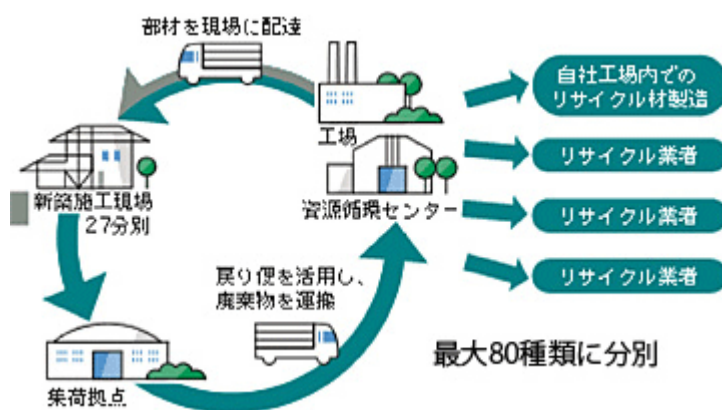 部材を現場に配達
工場
自社工場内での
リサイクル材製造
リサイクル業者
新築施工現場
27分別
資源循環センター
リサイクル業者
戻り便を活用し、
廃棄物を運搬
リサイクル業者
最大80種類に分別
集荷拠点